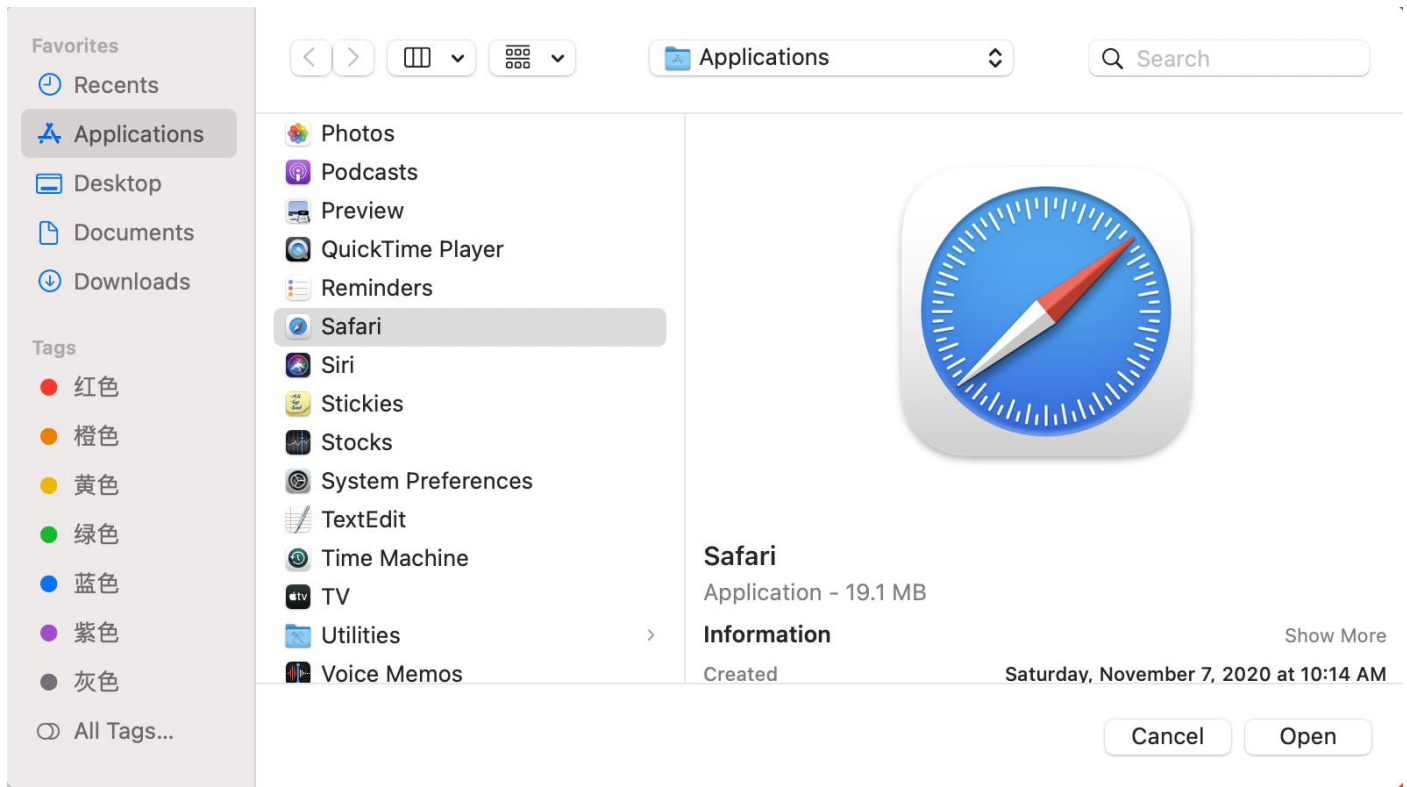 Favorites
Recents
Applications
Desktop
Documents
Downloads
Tags
红色
橙色
黄色
绿色
蓝色
紫色
灰色
All Tags...
Applications
Search
Photos
Podcasts
Preview
QuickTime Player
Reminders
Safari
Siri
Stickies
Stocks
System Preferences
TextEdit
Time Machine
TV
Utilities
Voice Memos
Safari
Application - 19.1 MB
Information Show More
Created Saturday, November 7, 2020 at 10:14 AM
Cancel Open